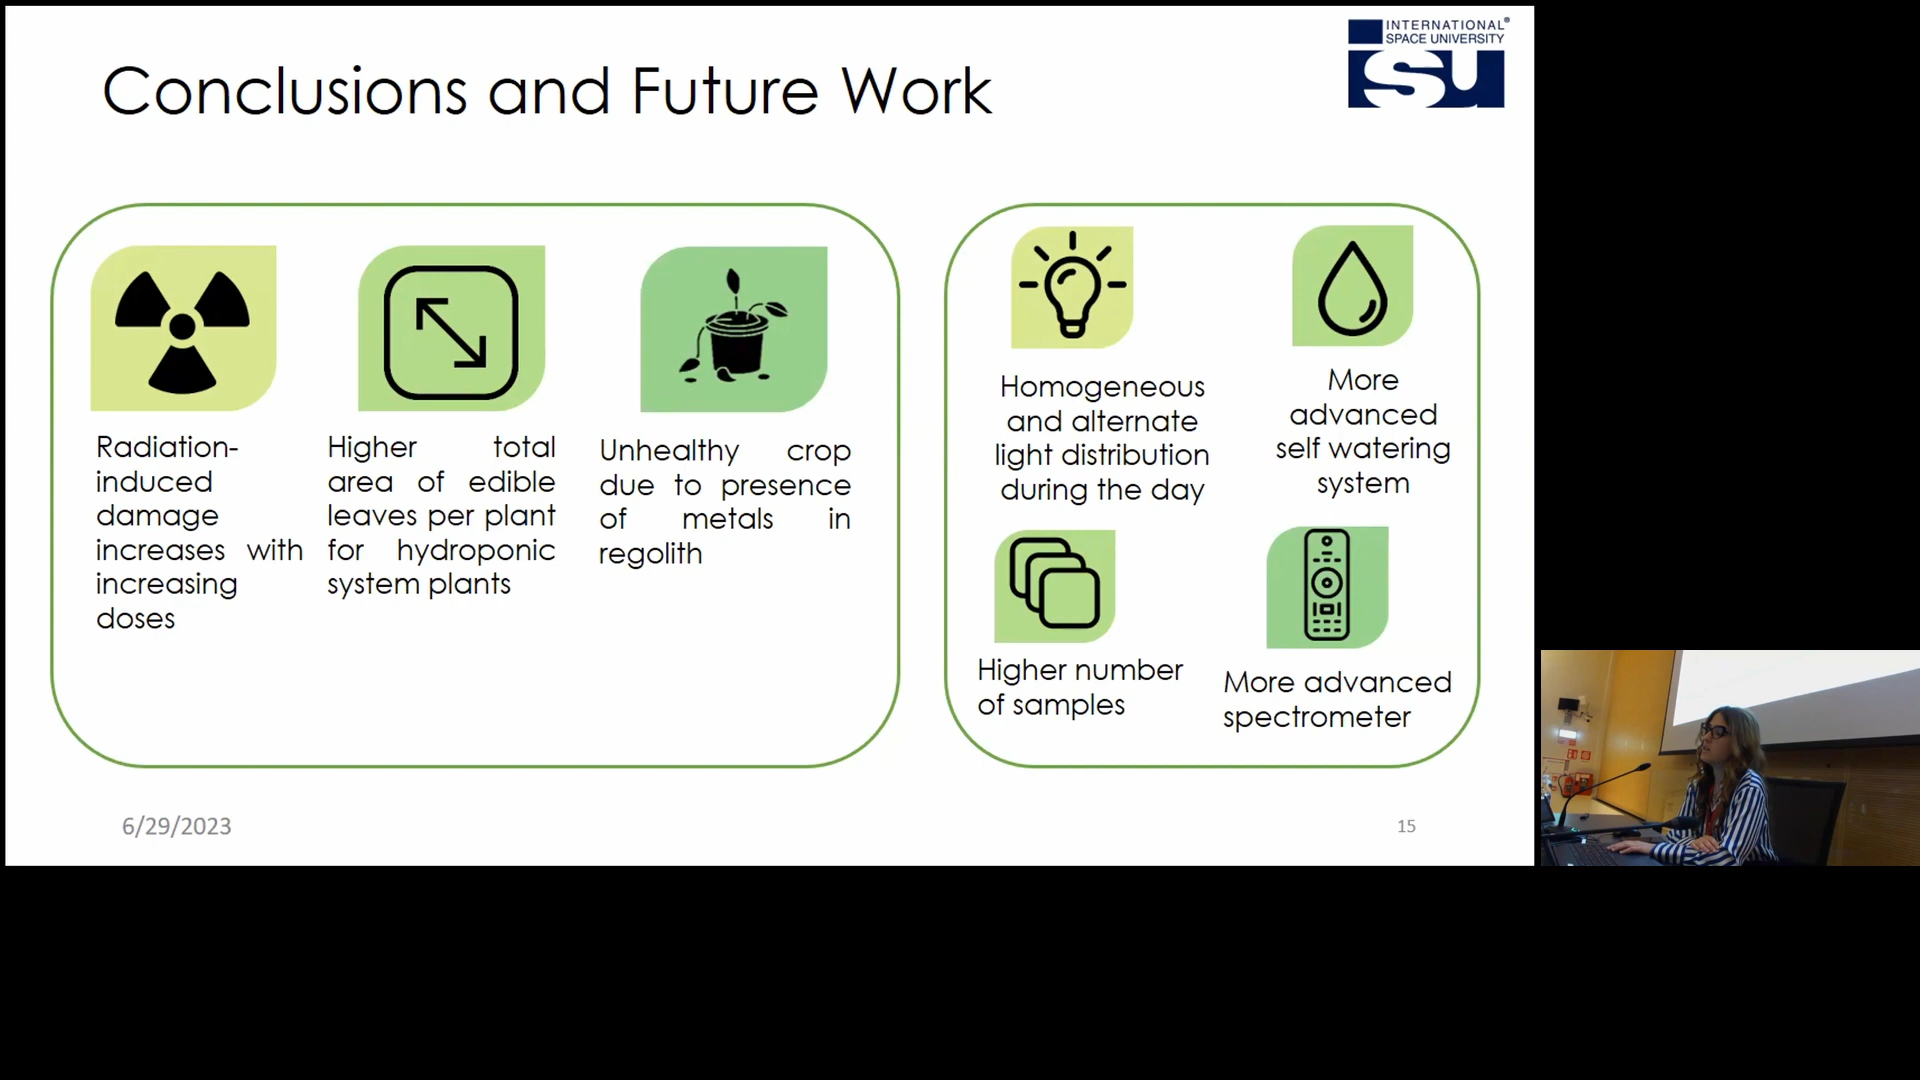 INTERNATIONAL®
SPACE UNIVERSITY
isu
Conclusions and Future Work
Radiation-
induced
damage
increases with
increasing
doses
Higher total
area of edible
leaves per plant
for hydroponic
system plants
Unhealthy crop
due to presence
of metals in
regolith
Homogeneous
and alternate
light distribution
during the day
More
advanced
self watering
system
Higher number
of samples
More advanced
spectrometer
6/29/2023
15